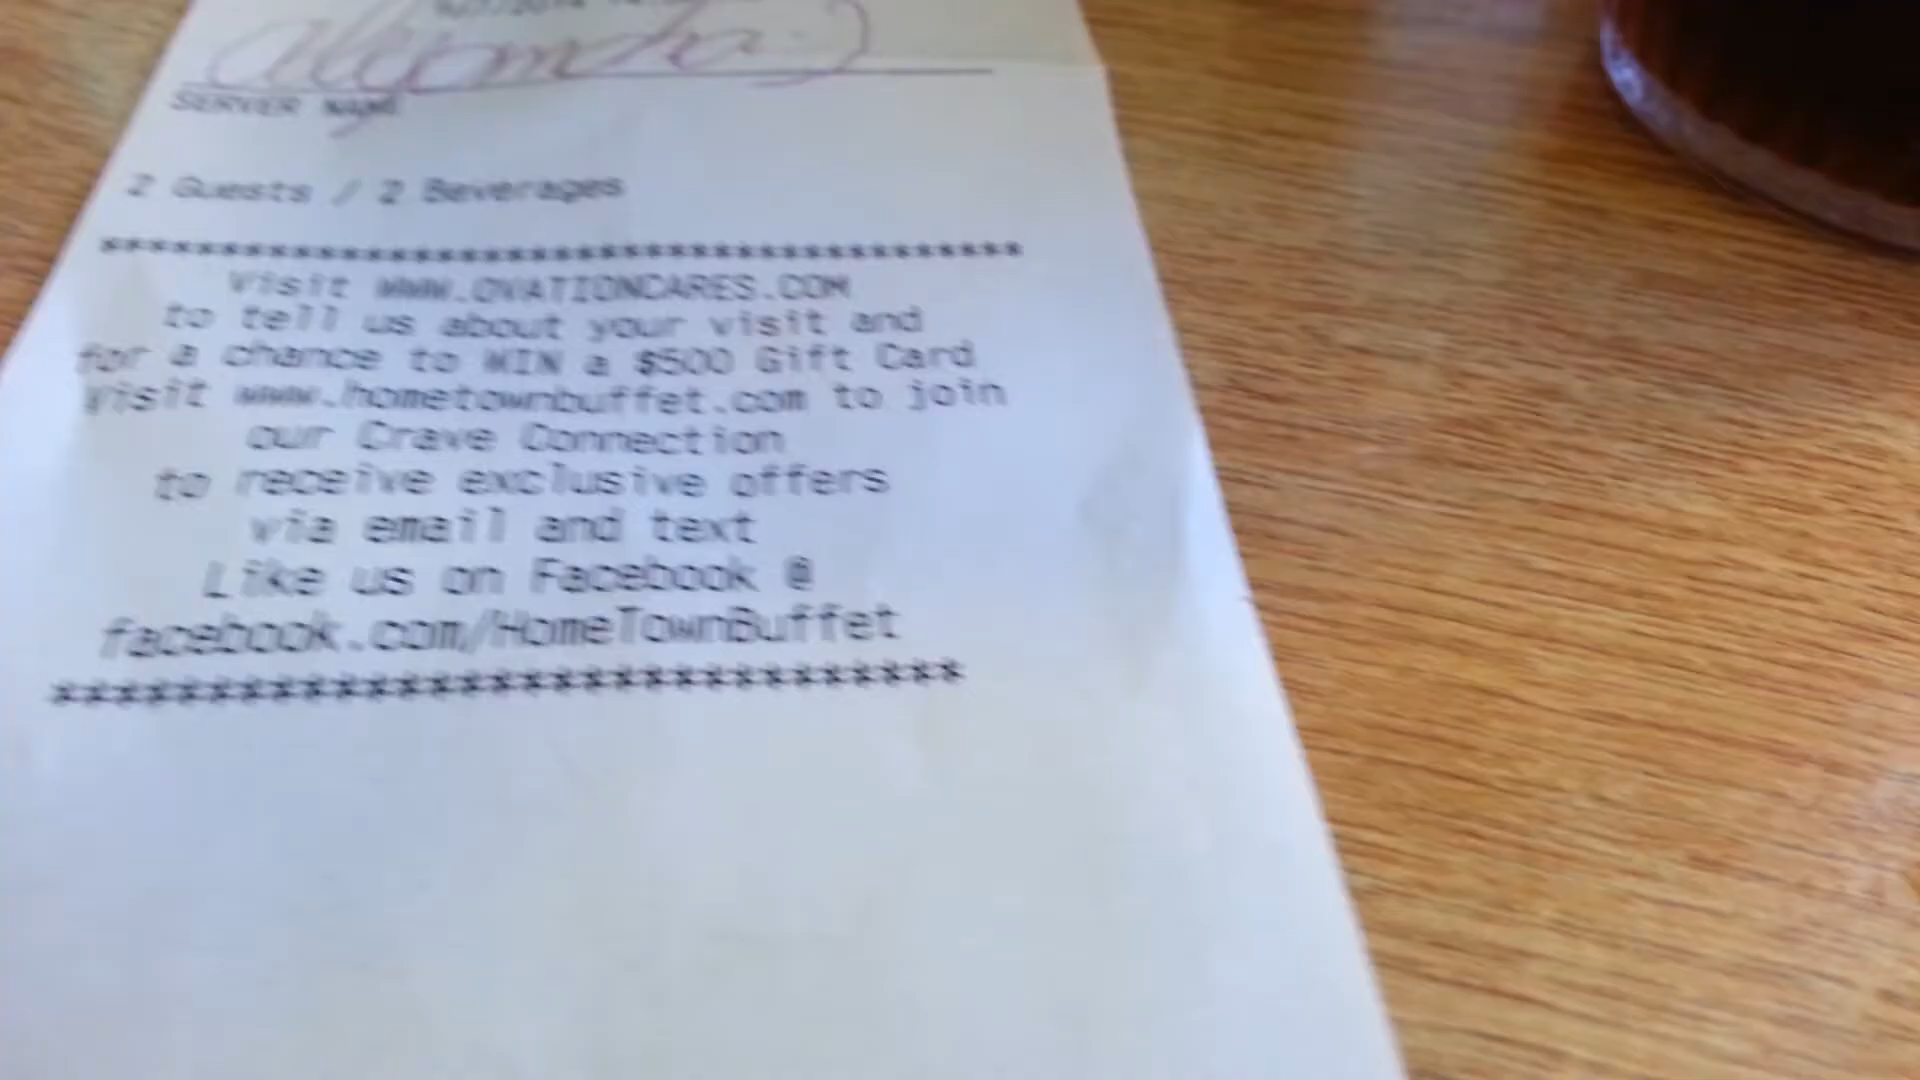 alejandra :)
SERVER NAME
2 Guests / 2 Beverages
****************************************
Visit WWW.OVATIONCARES.COM
to tell us about your visit and
for a chance to WIN a $500 Gift Card
Visit www.hometownbuffet.com to join
our Crave Connection
to receive exclusive offers
via email and text
Like us on Facebook @
facebook.com/HomeTownBuffet
******************************